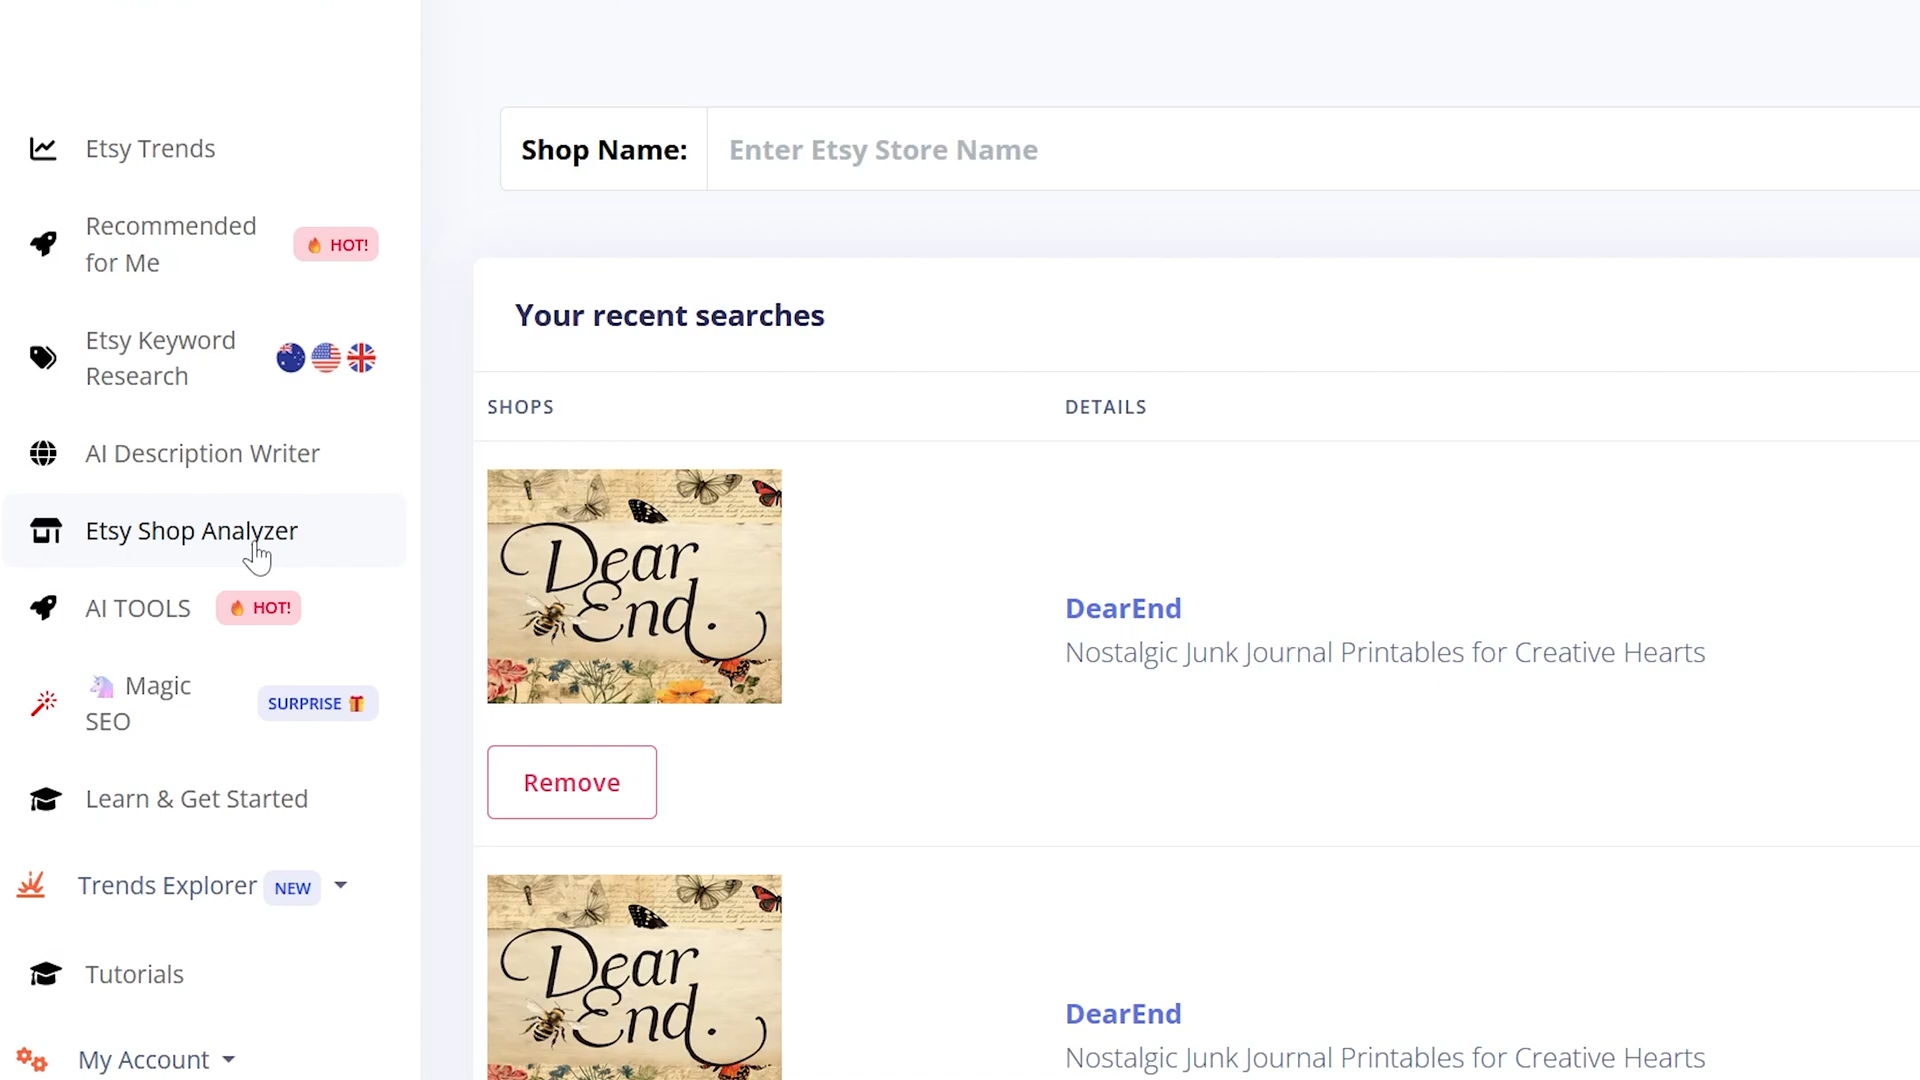 Etsy Trends
Recommended
for Me
🔥 HOT!
Etsy Keyword
Research
AI Description Writer
Etsy Shop Analyzer
AI TOOLS 🔥 HOT!
🦄 Magic
SEO
SURPRISE 🎁
Learn & Get Started
Trends Explorer NEW
Tutorials
My Account
Shop Name: Enter Etsy Store Name
Your recent searches
SHOPS DETAILS
Dear
End.
DearEnd
Nostalgic Junk Journal Printables for Creative Hearts
Remove
Dear
End.
DearEnd
Nostalgic Junk Journal Printables for Creative Hearts